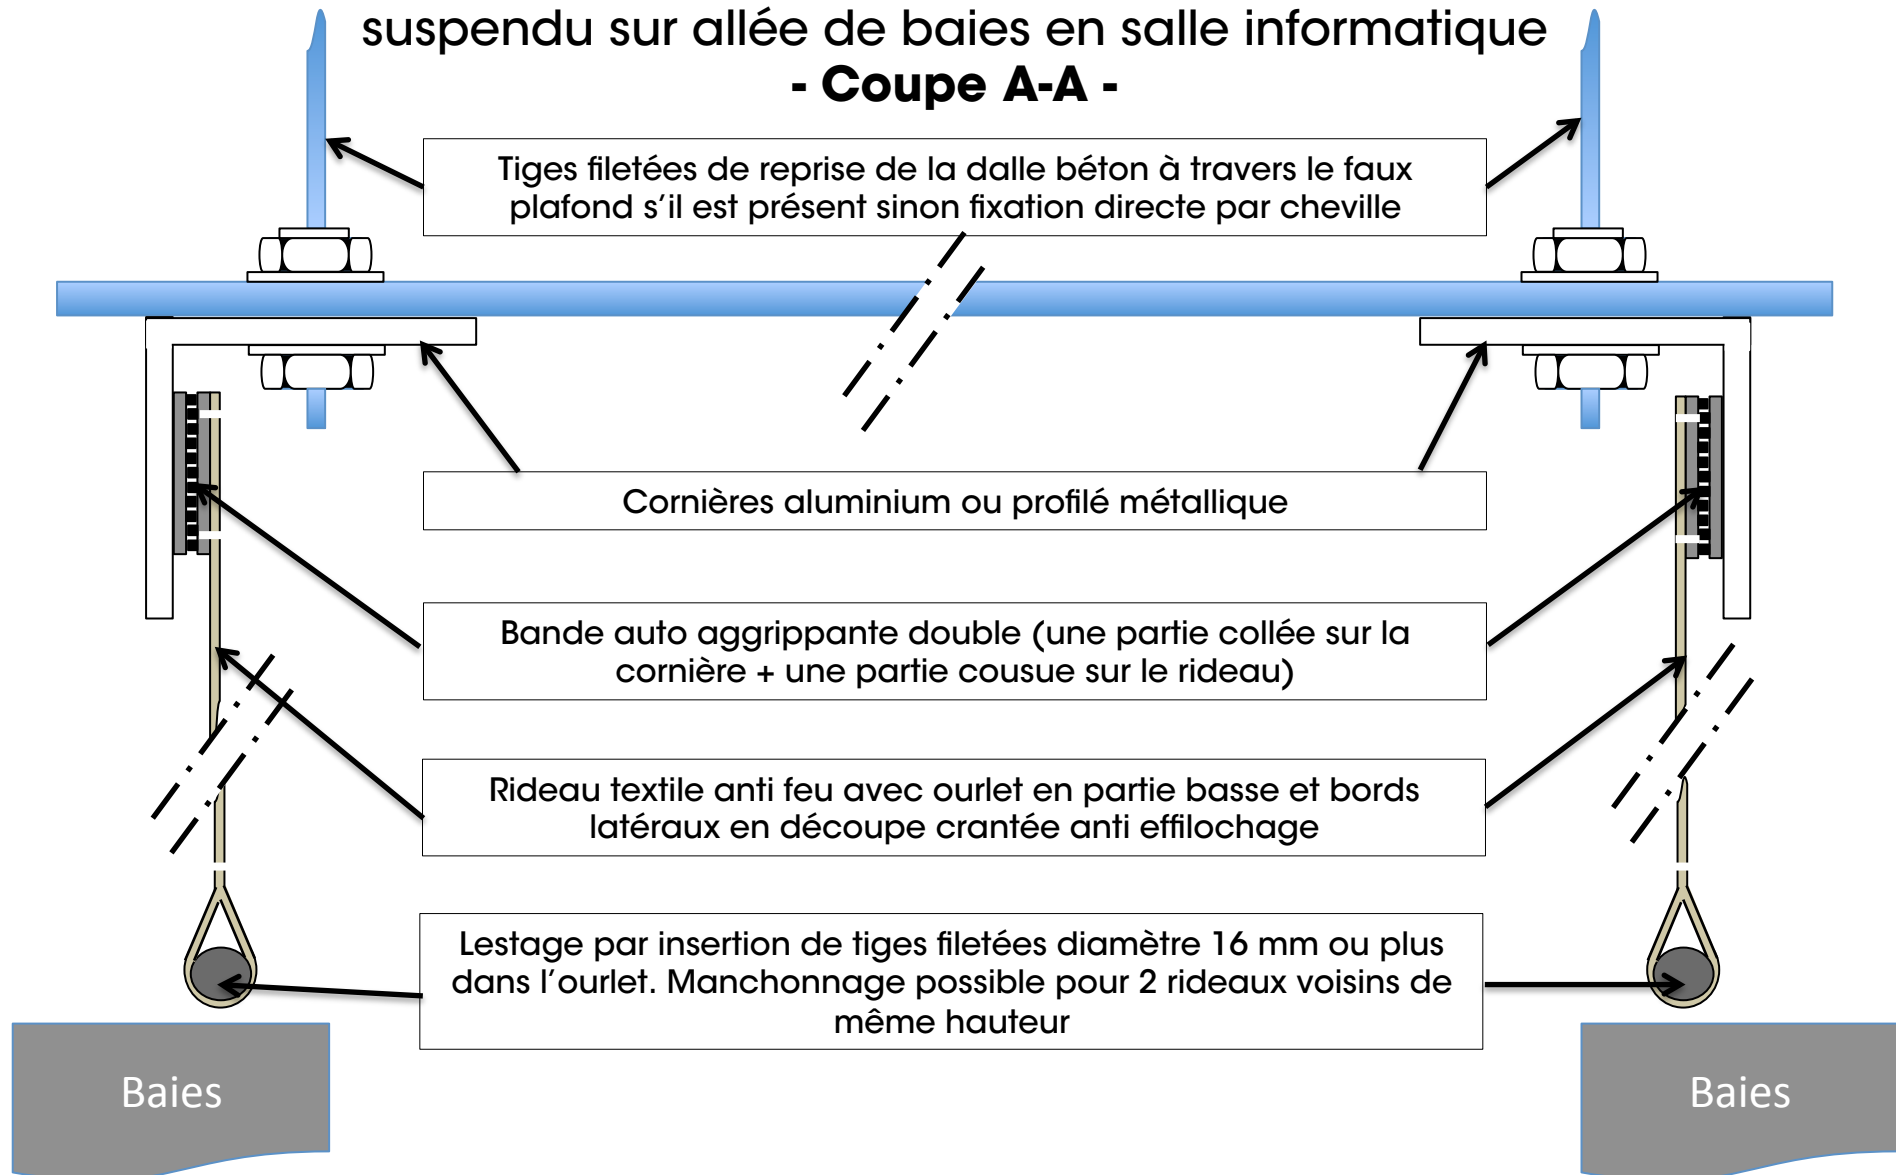 suspendu sur allée de baies en salle informatique
- Coupe A-A -
Tiges filetées de reprise de la dalle béton à travers le faux
plafond s'il est présent sinon fixation directe par cheville
Cornières aluminium ou profilé métallique
Bande auto aggrippante double (une partie collée sur la
cornière + une partie cousue sur le rideau)
Rideau textile anti feu avec ourlet en partie basse et bords
latéraux en découpe crantée anti effilochage
Lestage par insertion de tiges filetées diamètre 16 mm ou plus
dans l'ourlet. Manchonnage possible pour 2 rideaux voisins de
même hauteur
Baies
Baies